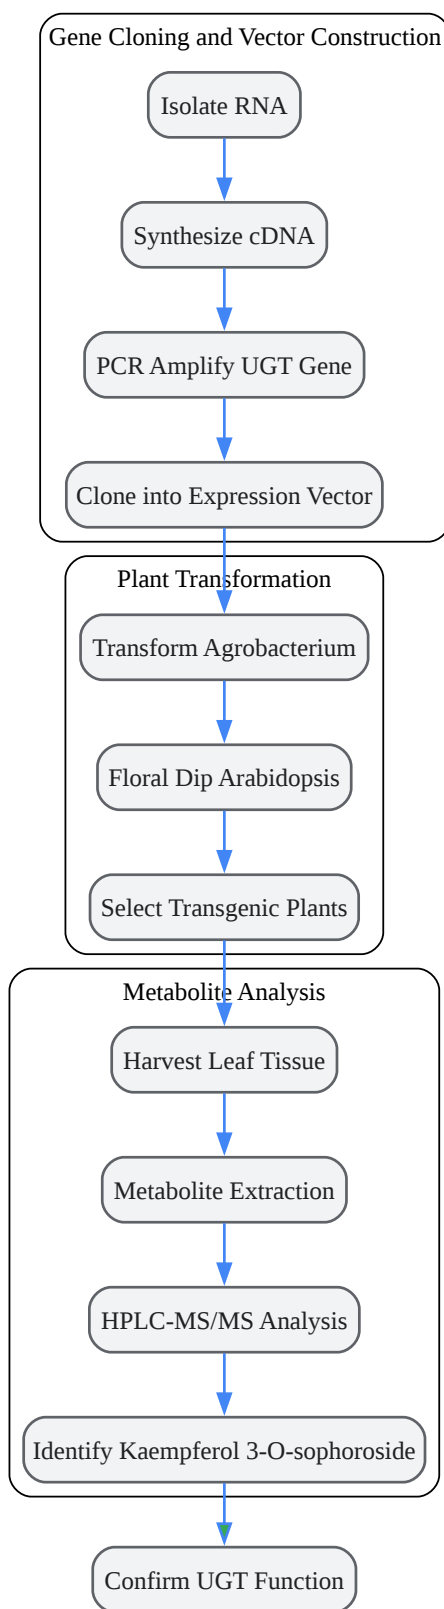 Gene Cloning and Vector Construction
Isolate RNA
Synthesize cDNA
PCR Amplify UGT Gene
Clone into Expression Vector
Plant Transformation
Transform Agrobacterium
Floral Dip Arabidopsis
Select Transgenic Plants
Metabolite Analysis
Harvest Leaf Tissue
Metabolite Extraction
HPLC-MS/MS Analysis
Identify Kaempferol 3-O-sophoroside
Confirm UGT Function